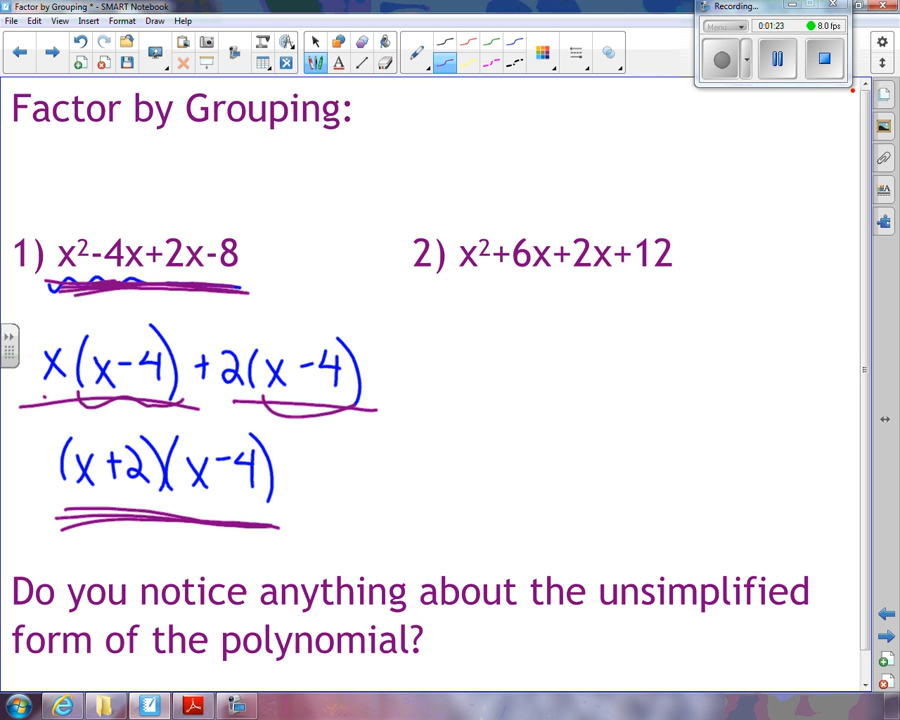 Factor by Grouping * - SMART Notebook
Recording...
File Edit View Insert Format Draw Help
Menu
00:01:23
8.0 fps
Factor by Grouping:
1) x²-4x+2x-8
2) x²+6x+2x+12
x(x-4) + 2(x-4)
(x+2)(x-4)
Do you notice anything about the unsimplified
form of the polynomial?